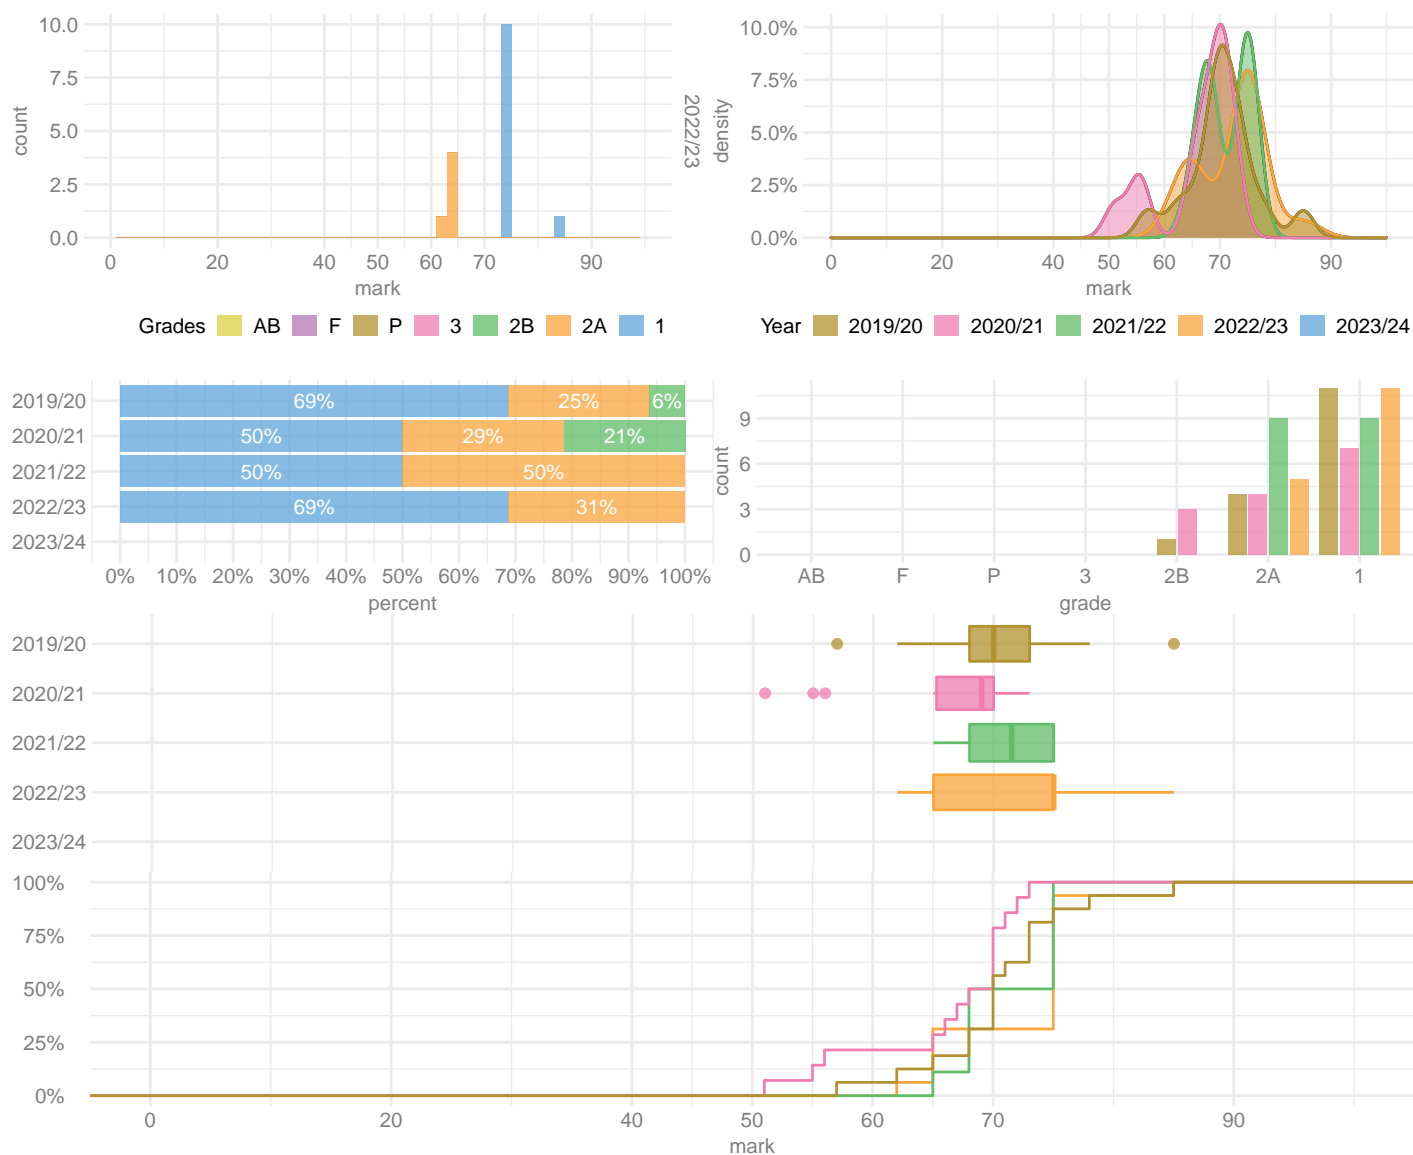 10.0
7.5
5.0
2.5
0.0
count
0 20 40 50 60 70 90
mark
2022/23
Grades AB F P 3 2B 2A 1
10.0%
7.5%
5.0%
2.5%
0.0%
density
0 20 40 50 60 70 90
mark
Year 2019/20 2020/21 2021/22 2022/23 2023/24
2019/20 69% 25% 6%
2020/21 50% 29% 21%
2021/22 50% 50%
2022/23 69% 31%
2023/24
0% 10% 20% 30% 40% 50% 60% 70% 80% 90% 100%
percent
9
6
3
0
count
AB F P 3 2B 2A 1
grade
2019/20
2020/21
2021/22
2022/23
2023/24
100%
75%
50%
25%
0%
0 20 40 50 60 70 90
mark